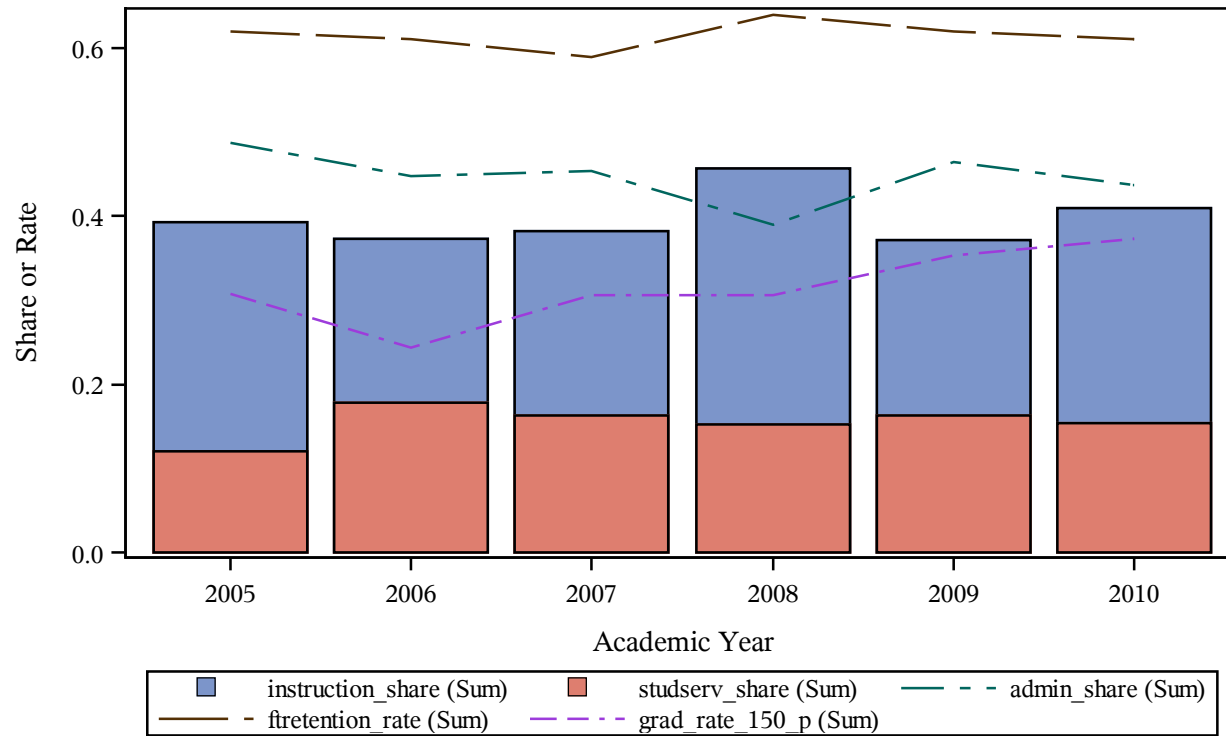 0.6
0.4
0.2
0.0
Share or Rate
2005 2006 2007 2008 2009 2010
Academic Year
instruction_share (Sum) studserv_share (Sum) admin_share (Sum)
ftretention_rate (Sum) grad_rate_150_p (Sum)